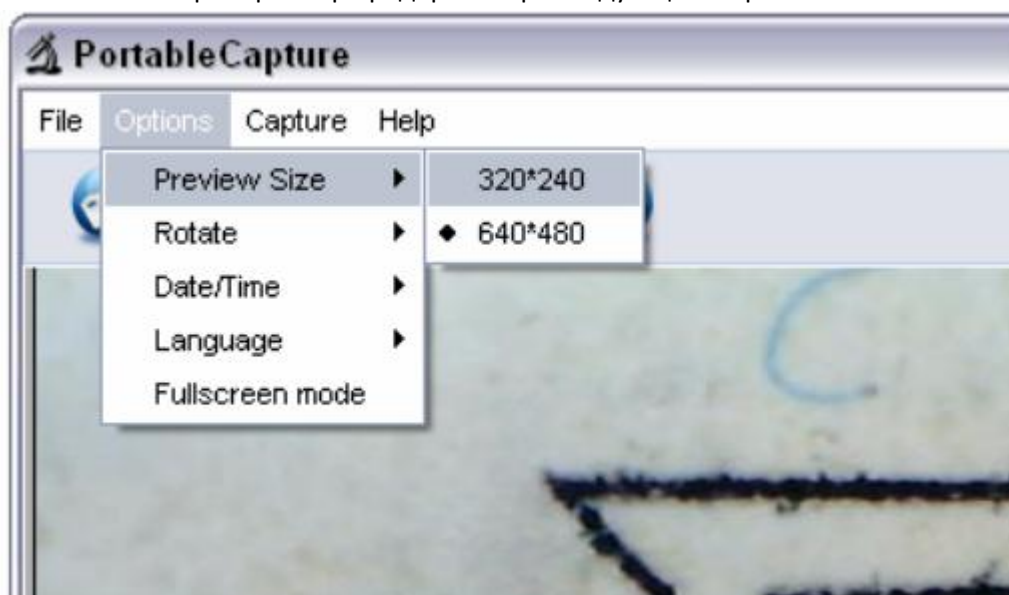 PortableCapture
File Options Capture Help
Preview Size 320*240
Rotate 640*480
Date/Time
Language
Fullscreen mode